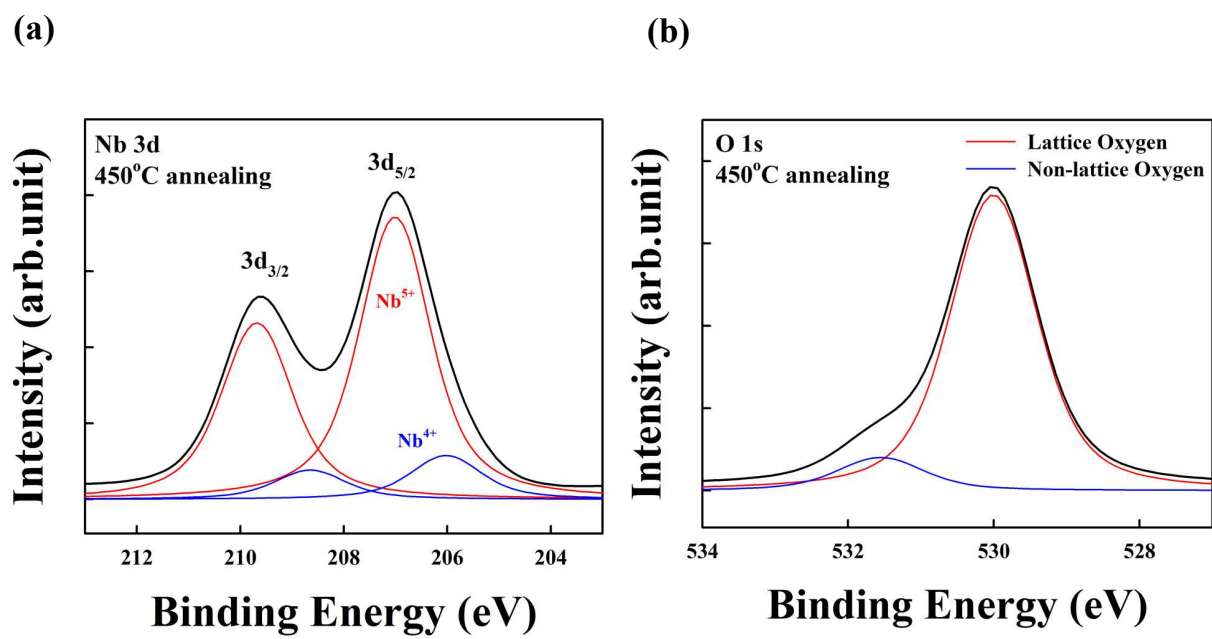 (a)
Nb 3d
450°C annealing
3d5/2
3d3/2
Nb5+
Nb4+
Intensity (arb.unit)
212 210 208 206 204
Binding Energy (eV)
(b)
O 1s
450°C annealing
Lattice Oxygen
Non-lattice Oxygen
Intensity (arb.unit)
534 532 530 528
Binding Energy (eV)